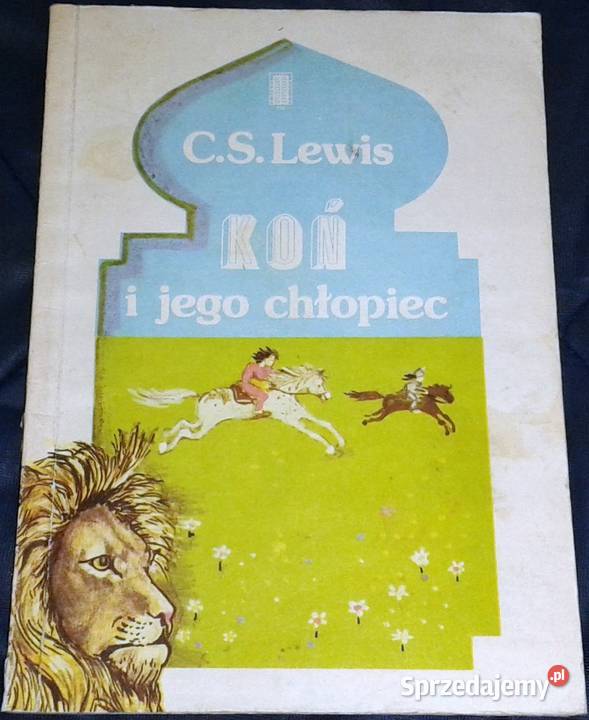 C.S. Lewis
KOŃ
i jego chłopiec
Sprzedajemy.pl